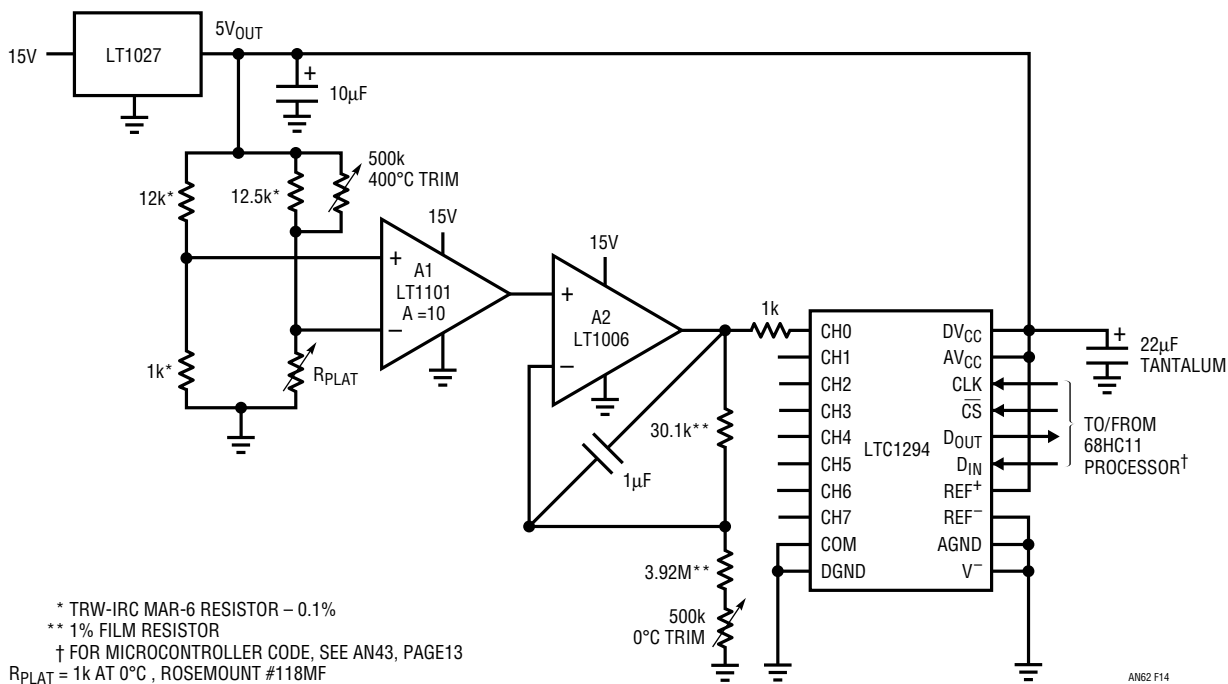 15V
LT1027
5VOUT
+
10µF
12k*
12.5k*
500k
400°C TRIM
1k*
RPLAT
15V
+
A1
LT1101
A =10
−
15V
+
A2
LT1006
−
1µF
30.1k**
3.92M**
500k
0°C TRIM
1k
CH0
CH1
CH2
CH3
CH4
CH5
CH6
CH7
COM
DGND
LTC1294
DVCC
AVCC
CLK
C̅S̅
DOUT
DIN
REF+
REF−
AGND
V−
+
22µF
TANTALUM
TO/FROM
68HC11
PROCESSOR†
* TRW-IRC MAR-6 RESISTOR – 0.1%
** 1% FILM RESISTOR
† FOR MICROCONTROLLER CODE, SEE AN43, PAGE13
RPLAT = 1k AT 0°C , ROSEMOUNT #118MF
AN62 F14